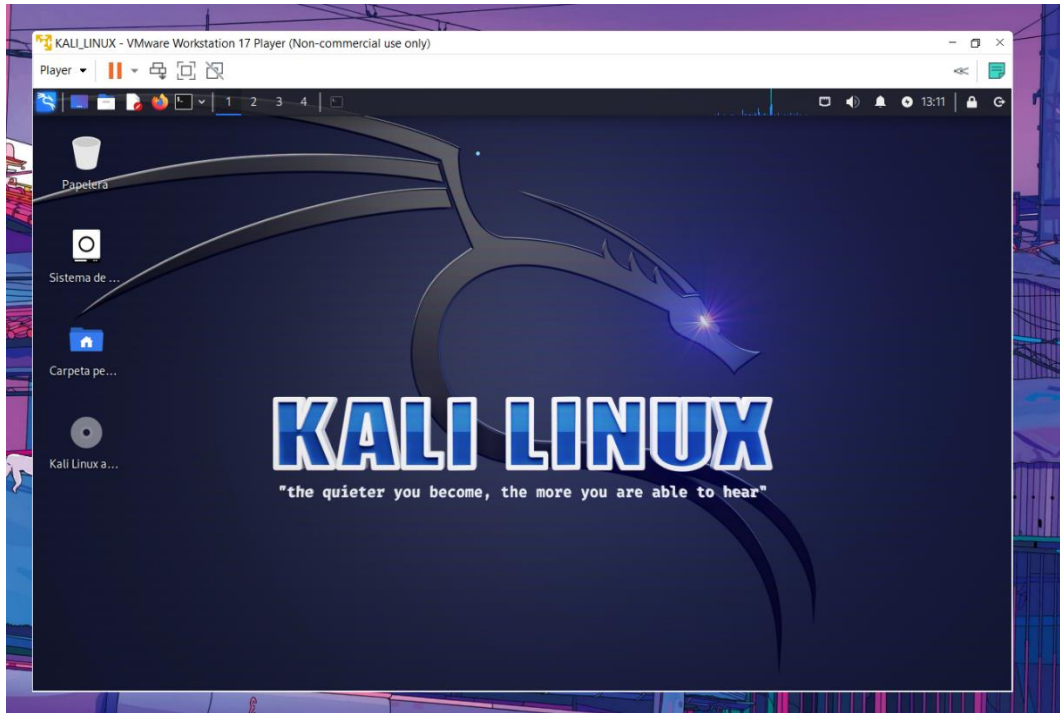 KALI_LINUX - VMware Workstation 17 Player (Non-commercial use only)
Player
1 2 3 4
13:11
Papelera
Sistema de ...
Carpeta pe...
Kali Linux a...
KALI LINUX
"the quieter you become, the more you are able to hear"